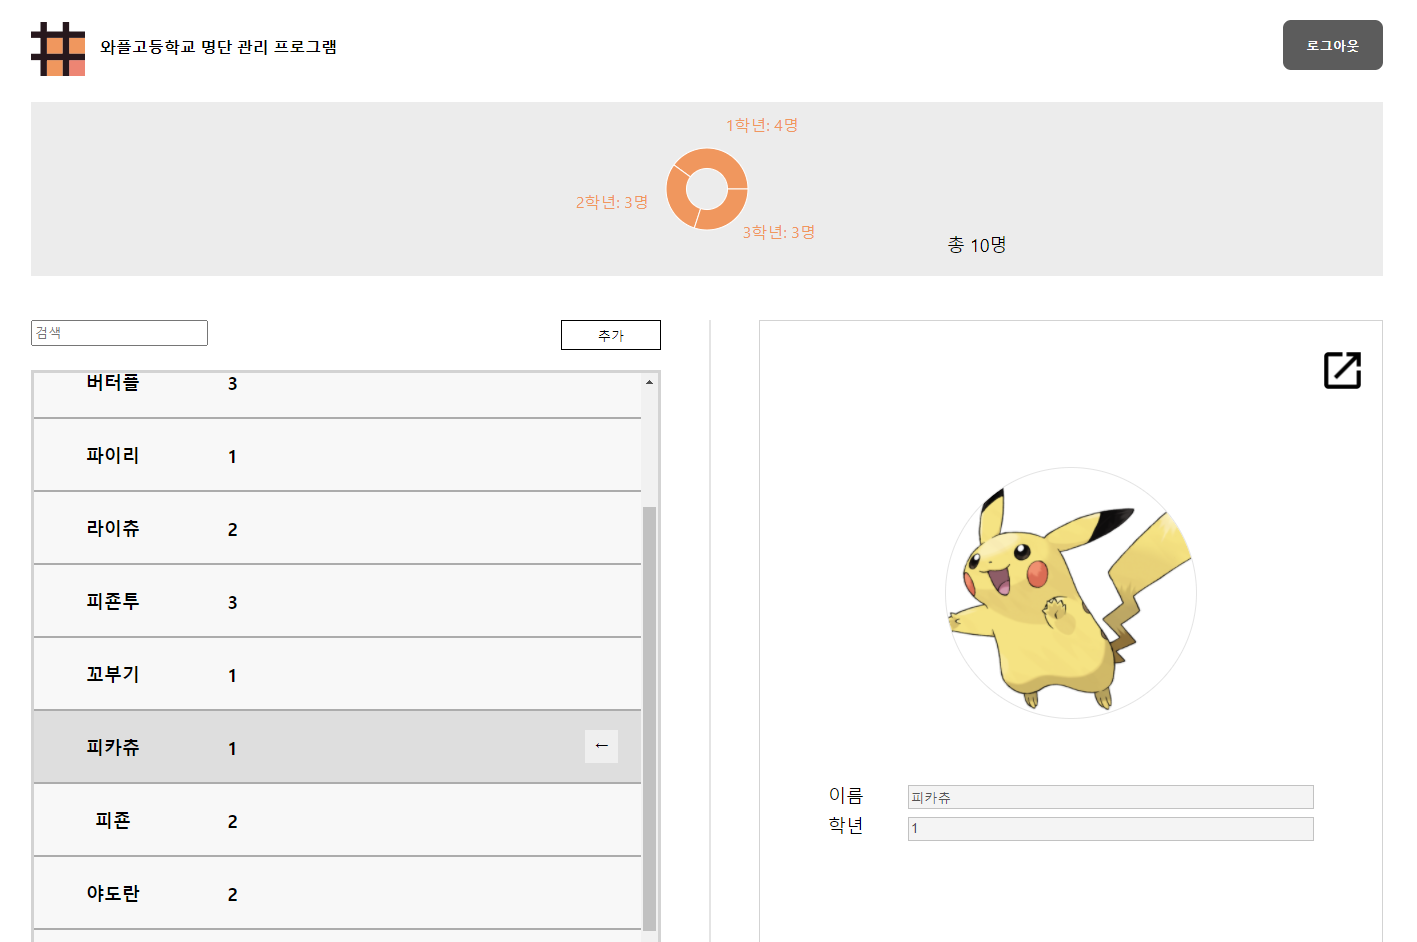 와플고등학교 명단 관리 프로그램
로그아웃
1학년: 4명
2학년: 3명
3학년: 3명
총 10명
검색
추가
버터플 3
파이리 1
라이츄 2
피죤투 3
꼬부기 1
피카츄 1 ←
피죤 2
야도란 2
이름 피카츄
학년 1